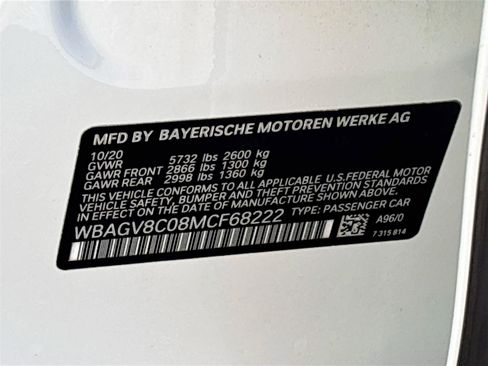 MFD BY BAYERISCHE MOTOREN WERKE AG
10/20
GVWR 5732 lbs 2600 kg
GAWR FRONT 2866 lbs 1300 kg
GAWR REAR 2998 lbs 1360 kg
THIS VEHICLE CONFORMS TO ALL APPLICABLE U.S.FEDERAL MOTOR
VEHICLE SAFETY, BUMPER, AND THEFT PREVENTION
STANDARDS IN EFFECT ON THE DATE OF MANUFACTURE SHOWN ABOVE.
WBAGV8C08MCF68222 TYPE: PASSENGER CAR
A96/0
7 315 814